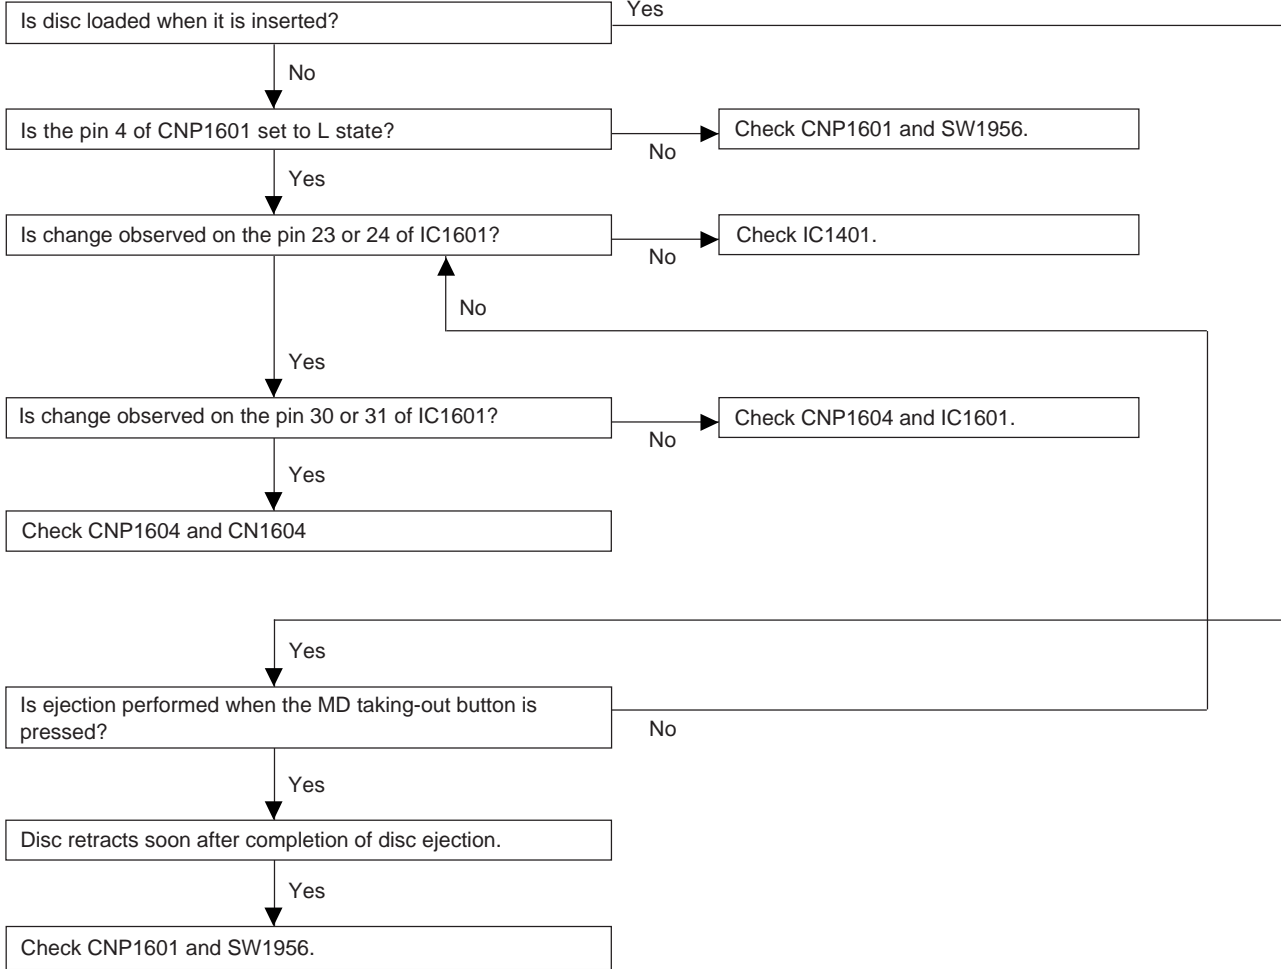 Is disc loaded when it is inserted?
Yes
No
Is the pin 4 of CNP1601 set to L state?
No
Check CNP1601 and SW1956.
Yes
Is change observed on the pin 23 or 24 of IC1601?
No
Check IC1401.
No
Yes
Is change observed on the pin 30 or 31 of IC1601?
No
Check CNP1604 and IC1601.
Yes
Check CNP1604 and CN1604
Yes
Is ejection performed when the MD taking-out button is
pressed?
No
Yes
Disc retracts soon after completion of disc ejection.
Yes
Check CNP1601 and SW1956.